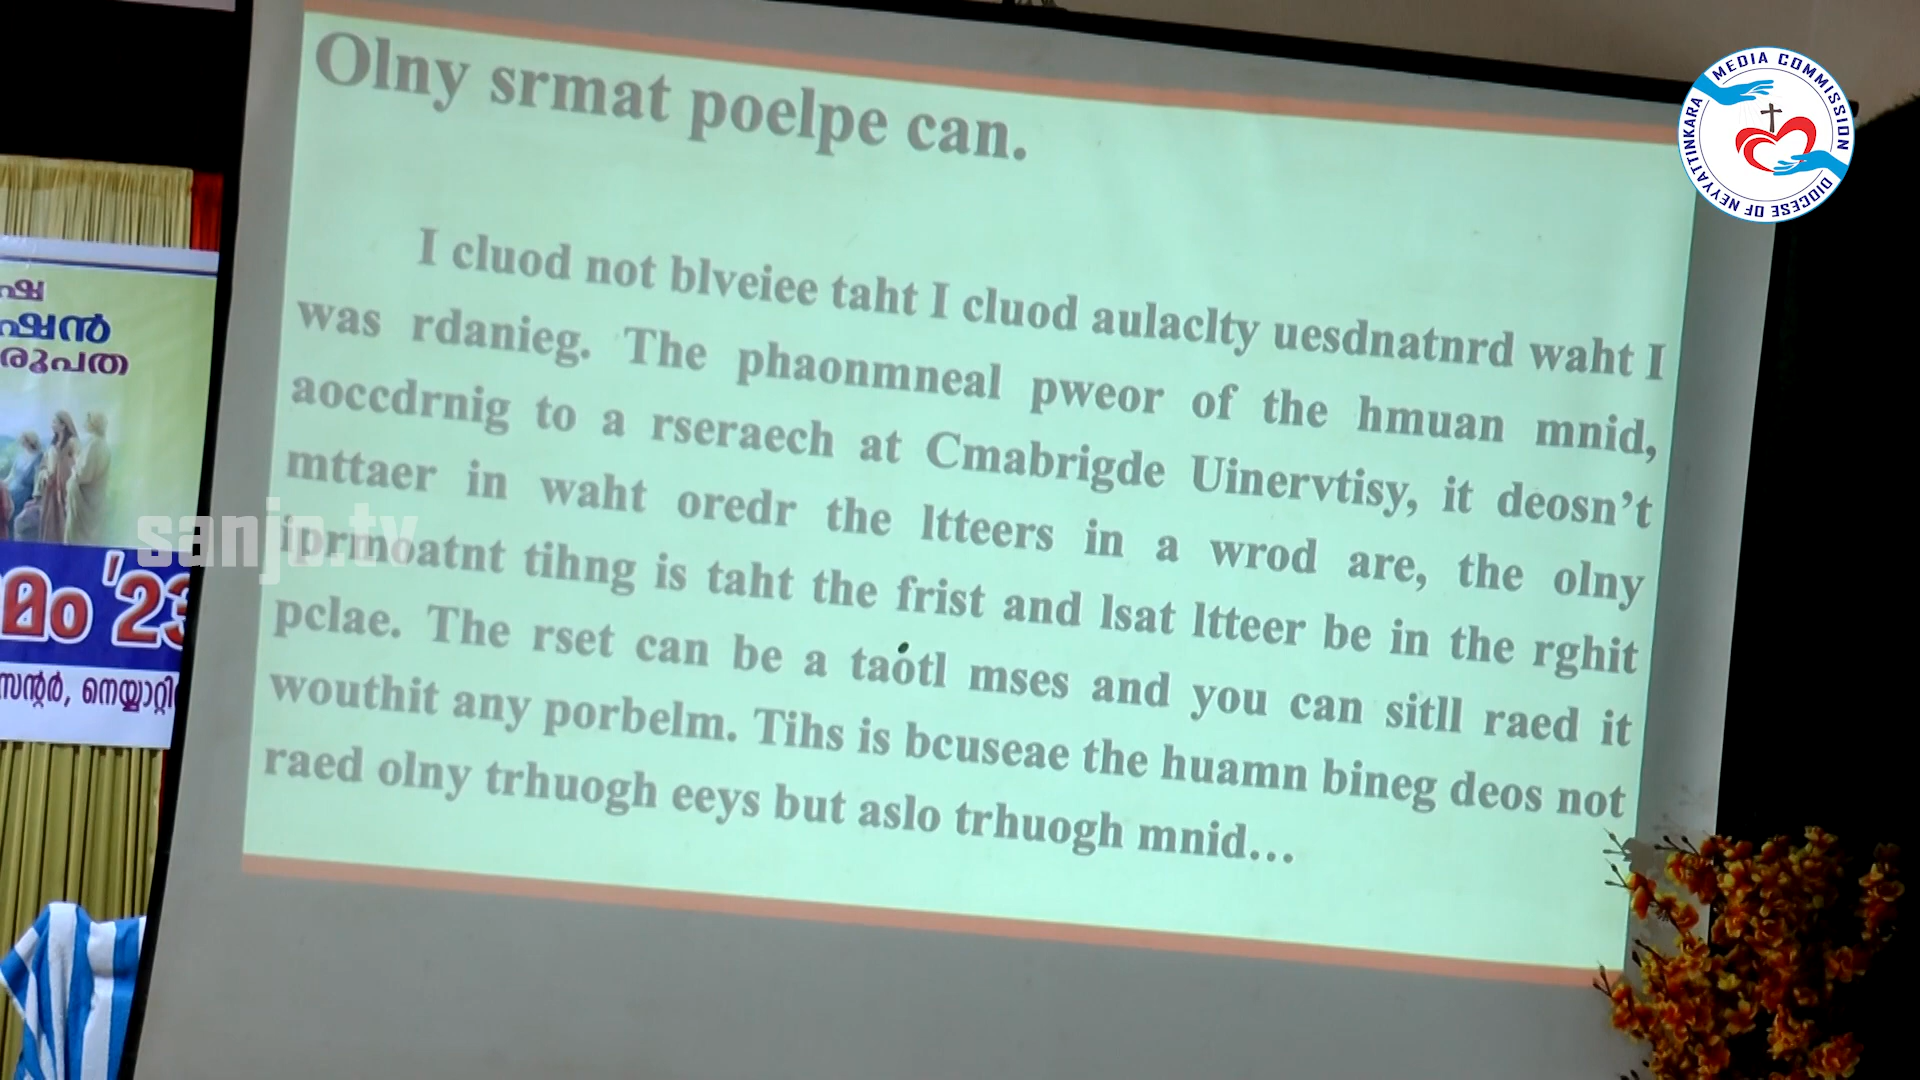 Olny srmat poelpe can.
I cluod not blveiee taht I cluod aulaclty uesdnatnrd waht I
was rdanieg. The phaonmneal pweor of the hmuan mnid,
aoccdrnig to a rseraech at Cmabrigde Uinervtisy, it deosn’t
mttaer in waht oredr the ltteers in a wrod are, the olny
iprmoatnt tihng is taht the frist and lsat ltteer be in the rghit
pclae. The rset can be a taotl mses and you can sitll raed it
wouthit any porbelm. Tihs is bcuseae the huamn bineg deos not
raed olny trhuogh eeys but aslo trhuogh mnid...
MEDIA COMMISSION
DIOCESE OF NEYYATTINKARA
sanjo.tv
ഷൻ
രൂപത
മം '23
സെന്റർ,